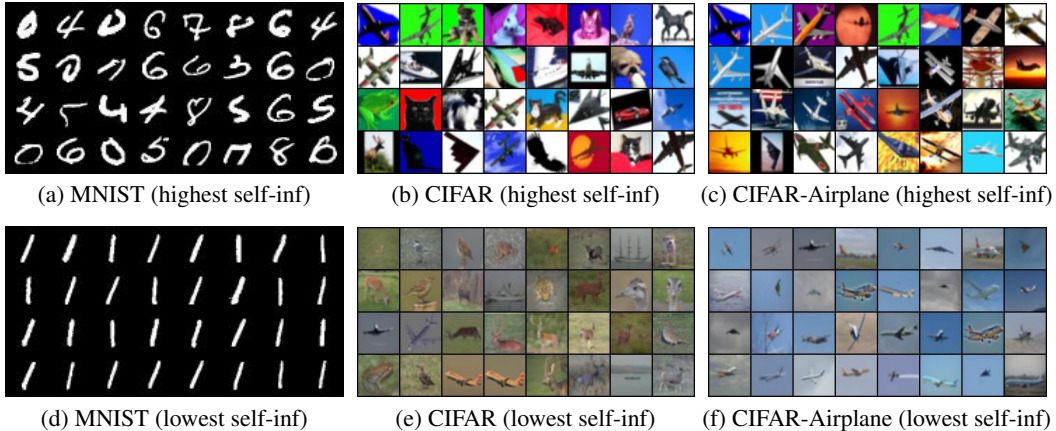 (a) MNIST (highest self-inf)
(b) CIFAR (highest self-inf)
(c) CIFAR-Airplane (highest self-inf)
(d) MNIST (lowest self-inf)
(e) CIFAR (lowest self-inf)
(f) CIFAR-Airplane (lowest self-inf)